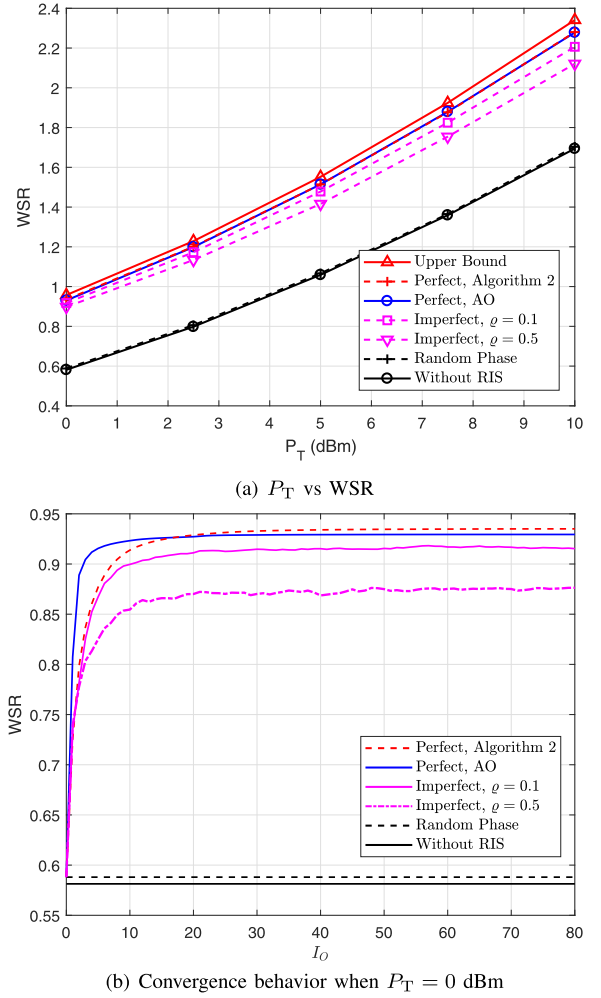 2.4
2.2
2
1.8
1.6
1.4
1.2
1
0.8
0.6
0.4
WSR
Upper Bound
Perfect, Algorithm 2
Perfect, AO
Imperfect, ϱ = 0.1
Imperfect, ϱ = 0.5
Random Phase
Without RIS
0 1 2 3 4 5 6 7 8 9 10
P_T (dBm)
(a) P_T vs WSR
0.95
0.9
0.85
0.8
0.75
0.7
0.65
0.6
0.55
WSR
Perfect, Algorithm 2
Perfect, AO
Imperfect, ϱ = 0.1
Imperfect, ϱ = 0.5
Random Phase
Without RIS
0 10 20 30 40 50 60 70 80
I_O
(b) Convergence behavior when P_T = 0 dBm